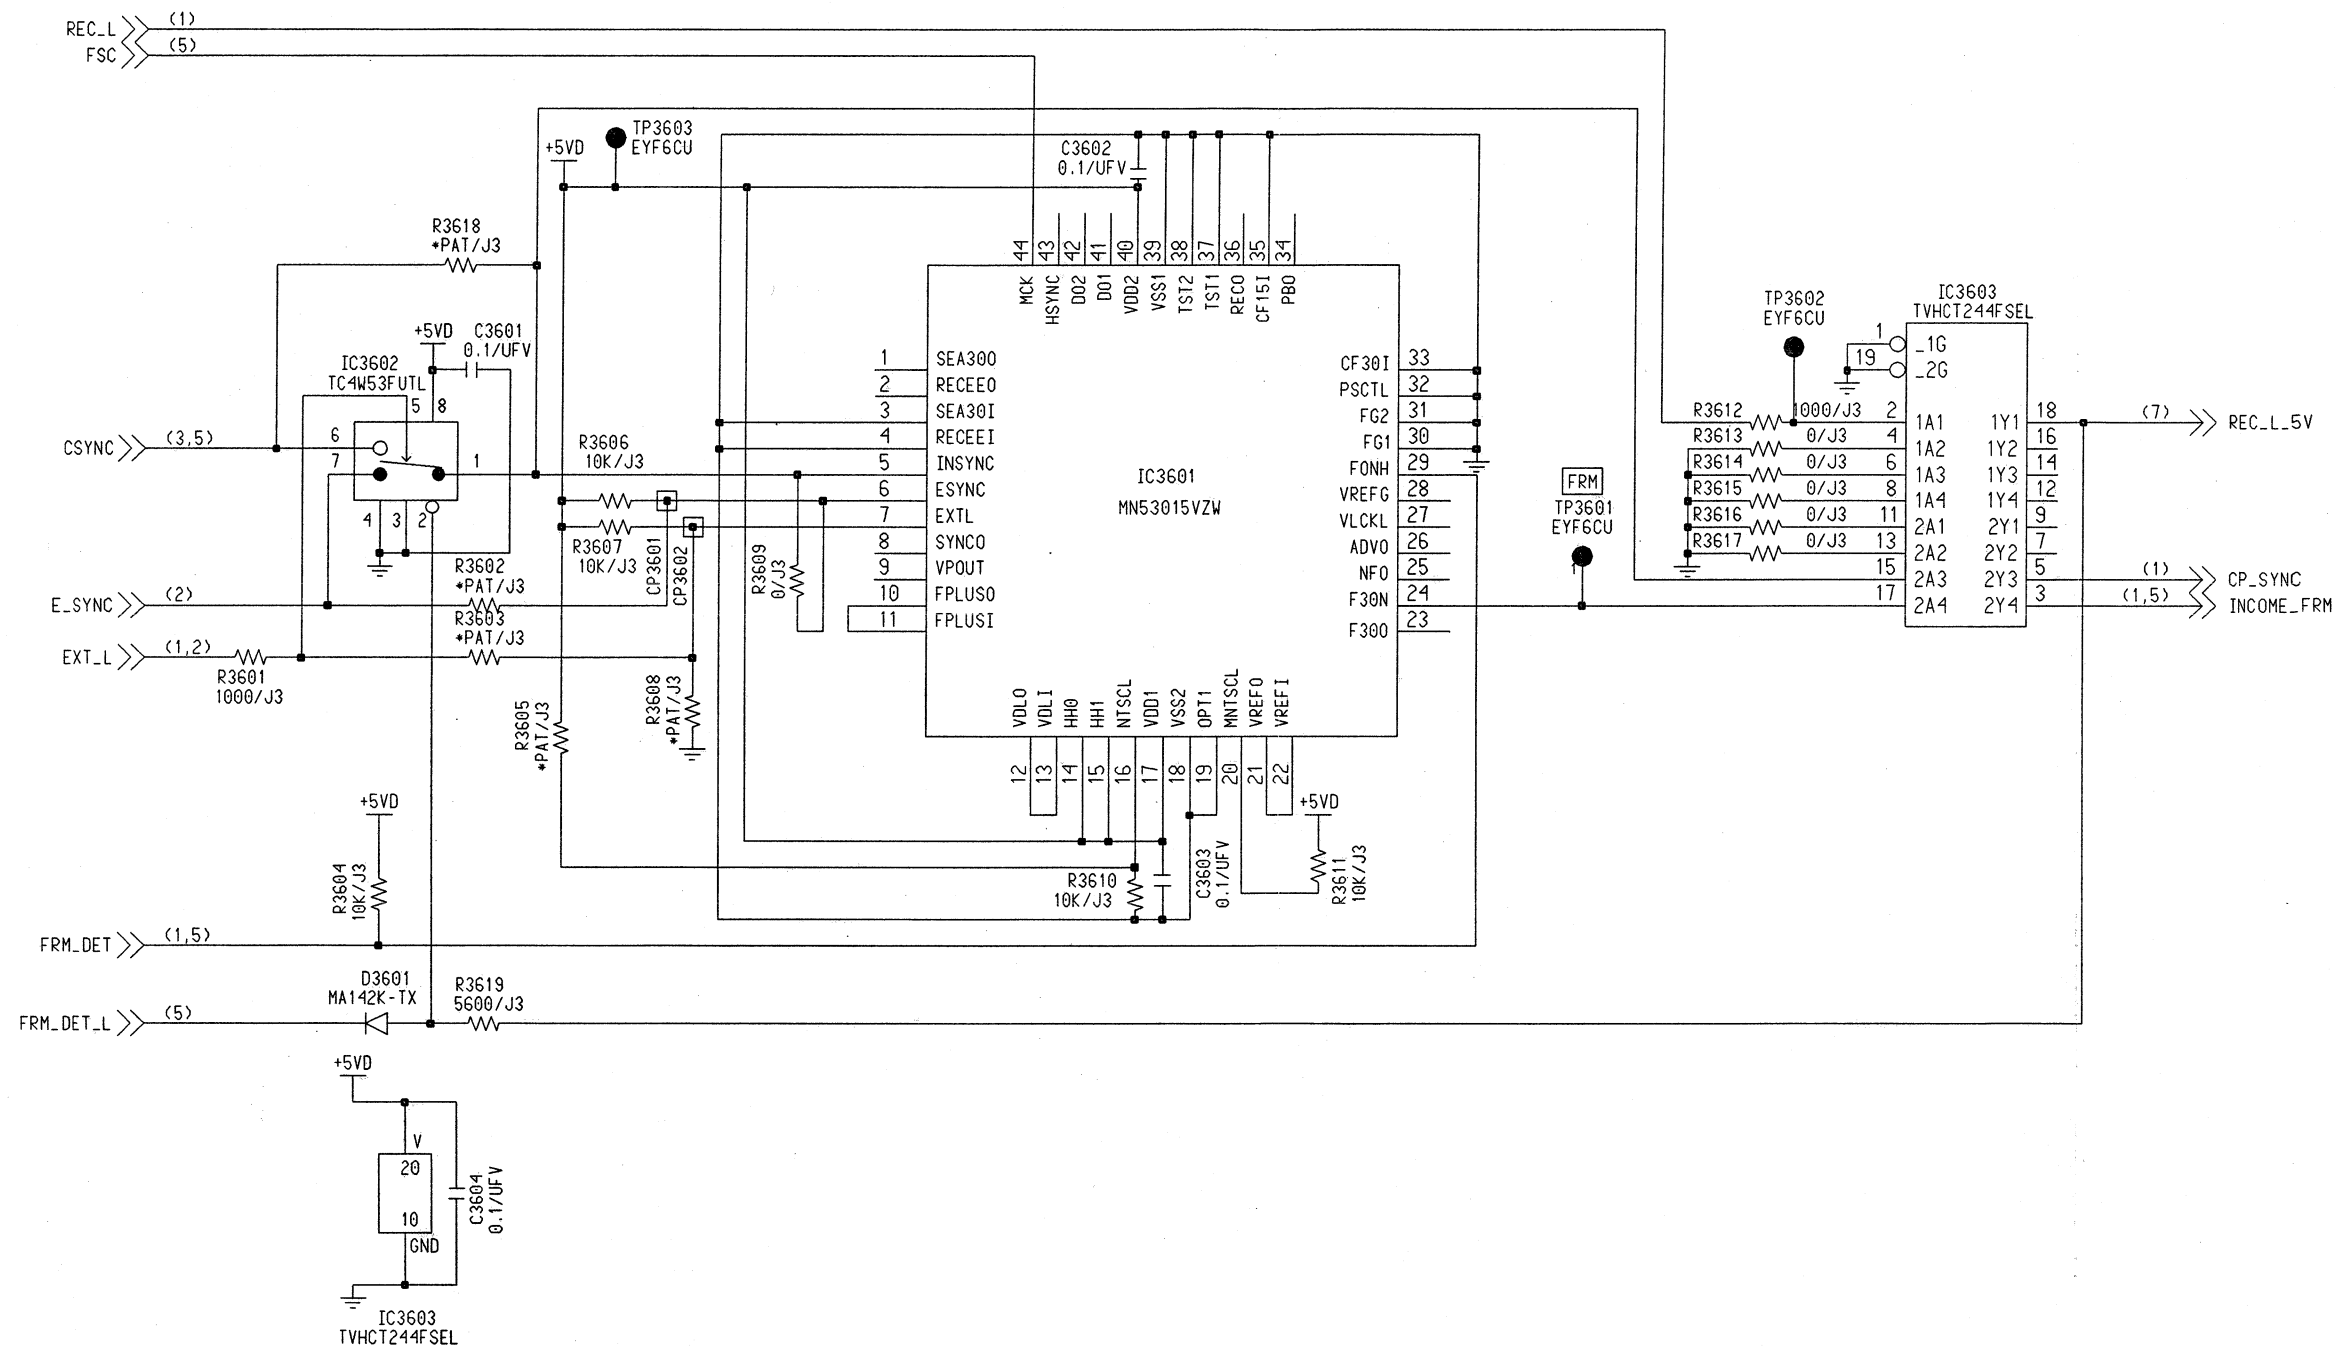 REC_L
(1)
FSC
(5)
+5VD
TP3603
EYF6CU
C3602
0.1/UFV
R3618
*PAT/J3
+5VD
C3601
0.1/UFV
IC3602
TC4W53FUTL
5
8
6
7
1
4
3
2
CSYNC
(3,5)
E_SYNC
(2)
EXT_L
(1,2)
R3601
1000/J3
R3602
*PAT/J3
R3603
*PAT/J3
R3606
10K/J3
R3607
10K/J3
CP3601
CP3602
R3609
0/J3
R3608
*PAT/J3
R3605
*PAT/J3
44
43
42
41
40
39
38
37
36
35
34
MCK
HSYNC
DO2
DO1
VDD2
VSS1
TST2
TST1
RECO
CF15I
PBO
1
SEA30O
2
RECEEO
3
SEA30I
4
RECEEI
5
INSYNC
6
ESYNC
7
EXTL
8
SYNCO
9
VPOUT
10
FPLUSO
11
FPLUSI
IC3601
MN53015VZW
CF30I
33
PSCTL
32
FG2
31
FG1
30
FONH
29
VREFG
28
VLCKL
27
ADVO
26
NFO
25
F30N
24
F30O
23
VDLO
VDLI
HHO
HH1
NTSCL
VDD1
VSS2
OPT1
MNTSCL
VREFO
VREFI
12
13
14
15
16
17
18
19
20
21
22
+5VD
R3610
10K/J3
C3603
0.1/UFV
R3611
10K/J3
FRM
TP3601
EYF6CU
TP3602
EYF6CU
IC3603
TVHCT244FSEL
1
_1G
19
_2G
R3612
1000/J3
2
1A1
1Y1
18
(7)
REC_L_5V
R3613
0/J3
4
1A2
1Y2
16
R3614
0/J3
6
1A3
1Y3
14
R3615
0/J3
8
1A4
1Y4
12
R3616
0/J3
11
2A1
2Y1
9
R3617
0/J3
13
2A2
2Y2
7
15
2A3
2Y3
5
(1)
CP_SYNC
17
2A4
2Y4
3
(1,5)
INCOME_FRM
+5VD
R3604
10K/J3
FRM_DET
(1,5)
D3601
MA142K-TX
R3619
5600/J3
FRM_DET_L
(5)
+5VD
V
20
10
GND
C3604
0.1/UFV
IC3603
TVHCT244FSEL